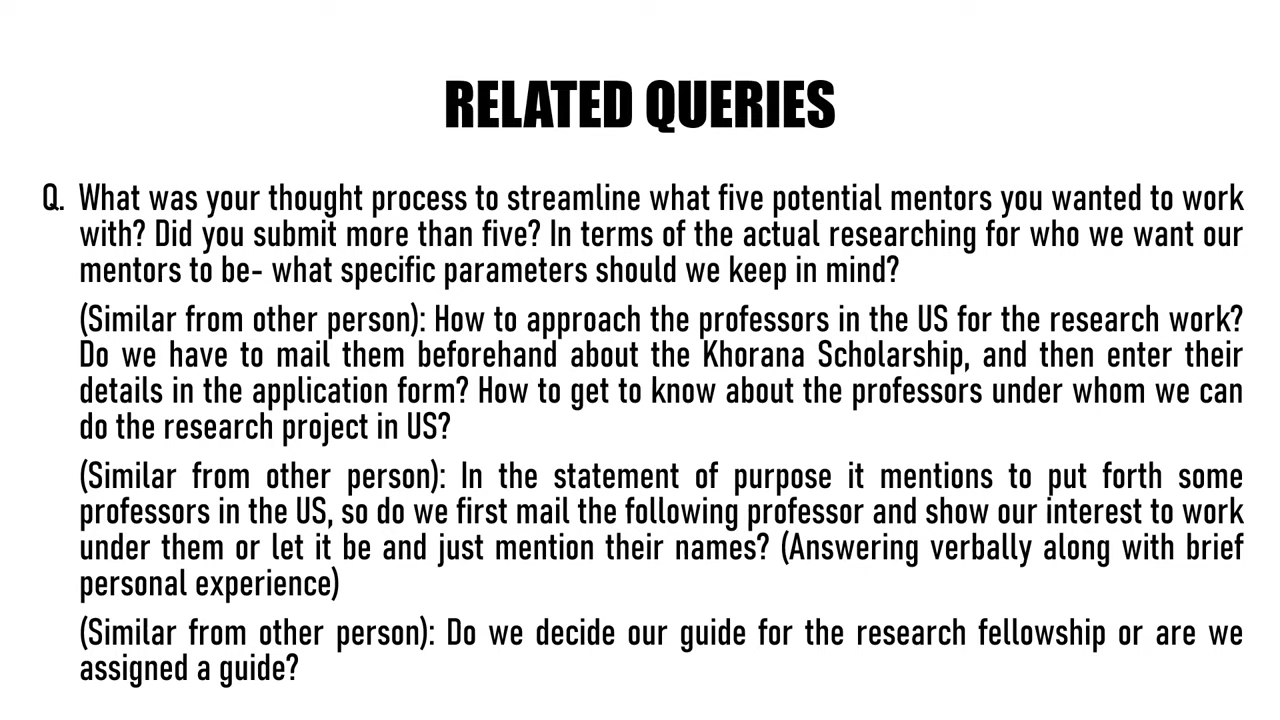 RELATED QUERIES
Q. What was your thought process to streamline what five potential mentors you wanted to work
with? Did you submit more than five? In terms of the actual researching for who we want our
mentors to be- what specific parameters should we keep in mind?
(Similar from other person): How to approach the professors in the US for the research work?
Do we have to mail them beforehand about the Khorana Scholarship, and then enter their
details in the application form? How to get to know about the professors under whom we can
do the research project in US?
(Similar from other person): In the statement of purpose it mentions to put forth some
professors in the US, so do we first mail the following professor and show our interest to work
under them or let it be and just mention their names? (Answering verbally along with brief
personal experience)
(Similar from other person): Do we decide our guide for the research fellowship or are we
assigned a guide?